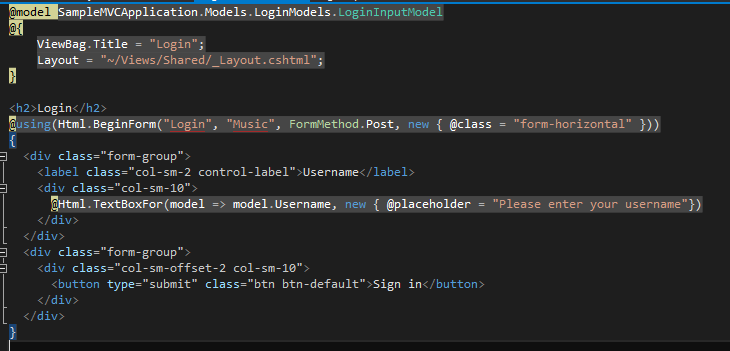 @model SampleMVCApplication.Models.LoginModels.LoginInputModel
@{
    ViewBag.Title = "Login";
    Layout = "~/Views/Shared/_Layout.cshtml";
}
<h2>Login</h2>
@using(Html.BeginForm("Login", "Music", FormMethod.Post, new { @class = "form-horizontal" }))
{
  <div class="form-group">
    <label class="col-sm-2 control-label">Username</label>
    <div class="col-sm-10">
      @Html.TextBoxFor(model => model.Username, new { @placeholder = "Please enter your username"})
    </div>
  </div>
  <div class="form-group">
    <div class="col-sm-offset-2 col-sm-10">
      <button type="submit" class="btn btn-default">Sign in</button>
    </div>
  </div>
}